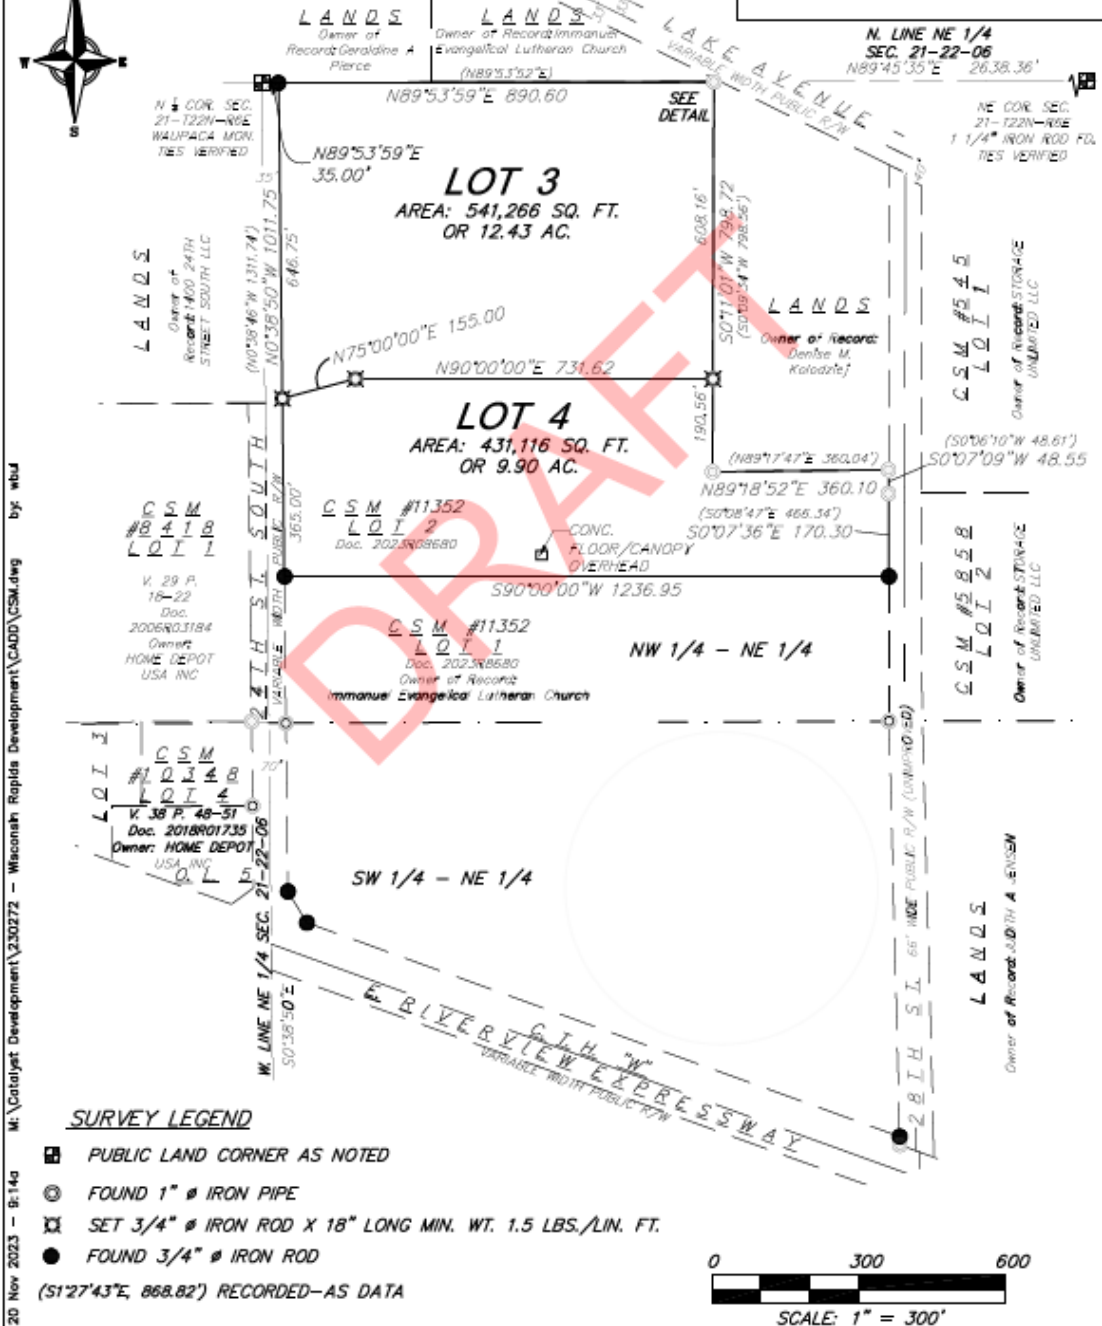 W
E
S
L A N D S
Owner of
Record: Geraldine A
Pierce
L A N D S
Owner of Record: Immanuel
Evangelical Lutheran Church
(N89°53'52"E)
N89°53'59"E 890.60
L A K E  A V E N U E
VARIABLE WIDTH PUBLIC R/W
N. LINE NE 1/4
SEC. 21-22-06
N89°45'35"E 2638.36'
SEE
DETAIL
N ¼ COR. SEC.
21-T22N-R6E
WAUPACA MON.
TIES VERIFIED
NE COR. SEC.
21-T22N-R6E
1 1/4" IRON ROD FD.
TIES VERIFIED
N89°53'59"E
35.00'
35'
40'
LOT 3
AREA: 541,266 SQ. FT.
OR 12.43 AC.
L A N D S
Owner of
Record: 1400 24TH
STREET SOUTH LLC
(N0°38'46"W 1311.74')
N0°38'50"W 1011.75
646.75'
608.16'
S0°11'01"W 798.72
(S0°09'34"W 798.56')
L A N D S
Owner of Record:
Denise M.
Kolodziej
CSM #545
LOT 1
Owner of Record: STORAGE
UNLIMITED LLC
N75°00'00"E 155.00
N90°00'00"E 731.62
LOT 4
AREA: 431,116 SQ. FT.
OR 9.90 AC.
190.56'
(N89°17'47"E 360.04')
N89°18'52"E 360.10
(S0°06'10"W 48.61')
S0°07'09"W 48.55
(S0°08'47"E 466.34')
S0°07'36"E 170.30
C S M
#8418
L O T 1
V. 29 P.
18-22
Doc.
2006R03184
Owner:
HOME DEPOT
USA INC
24TH ST. SOUTH
VARIABLE WIDTH PUBLIC R/W
365.00'
C S M #11352
L O T 2
Doc. 2023R08680
CONC.
FLOOR/CANOPY
OVERHEAD
S90°00'00"W 1236.95
C S M #11352
L O T 1
Doc. 2023R8680
Owner of Record:
Immanuel Evangelical Lutheran Church
NW 1/4 - NE 1/4
CSM #5858
LOT 2
Owner of Record: STORAGE
UNLIMITED LLC
DRAFT
LOT 3
C S M
#10348
L O T 4
V. 38 P. 48-51
Doc. 2018R01735
Owner: HOME DEPOT
USA INC
O. L. 5
70'
W. LINE NE 1/4 SEC. 21-22-06
S0°38'50"E
SW 1/4 - NE 1/4
28TH ST.
66' WIDE PUBLIC R/W (UNIMPROVED)
L A N D S
Owner of Record: JUDITH A JENSEN
C. T. H. "W"
E. RIVERVIEW EXPRESSWAY
VARIABLE WIDTH PUBLIC R/W
SURVEY LEGEND
PUBLIC LAND CORNER AS NOTED
FOUND 1" ø IRON PIPE
SET 3/4" ø IRON ROD X 18" LONG MIN. WT. 1.5 LBS./LIN. FT.
FOUND 3/4" ø IRON ROD
(S1°27'43"E, 868.82') RECORDED-AS DATA
0 300 600
SCALE: 1" = 300'
20 Nov 2023 - 9:14a M:\Catalyst Development\230272 - Wisconsin Rapids Development\CADD\CSM.dwg by: wbul